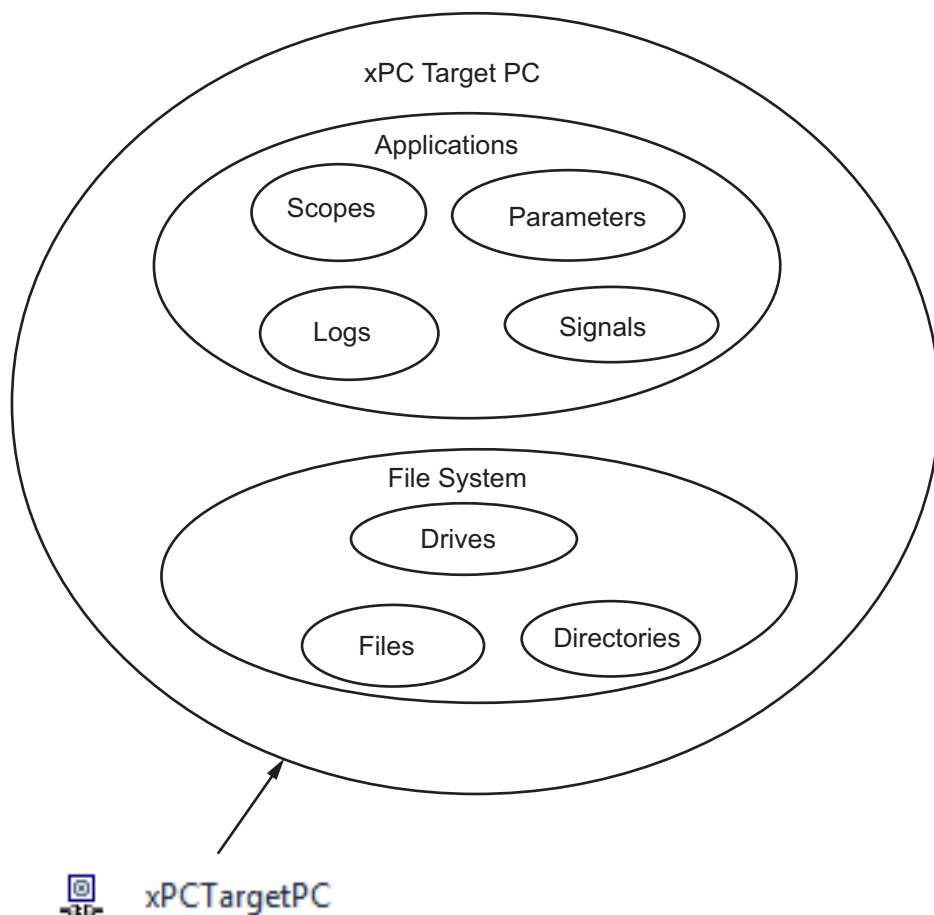 xPC Target PC
Applications
Scopes
Parameters
Logs
Signals
File System
Drives
Files
Directories
xPCTargetPC